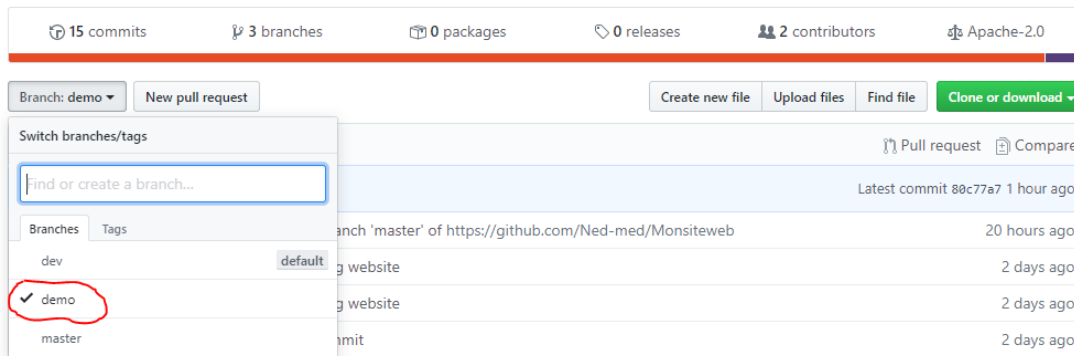 15 commits 3 branches 0 packages 0 releases 2 contributors Apache-2.0
Branch: demo New pull request Create new file Upload files Find file Clone or download
Switch branches/tags
Pull request Compare
Find or create a branch...
Latest commit 80c77a7 1 hour ago
Branches Tags
anch 'master' of https://github.com/Ned-med/Monsiteweb 20 hours ago
dev default
g website 2 days ago
demo
g website 2 days ago
master
mit 2 days ago